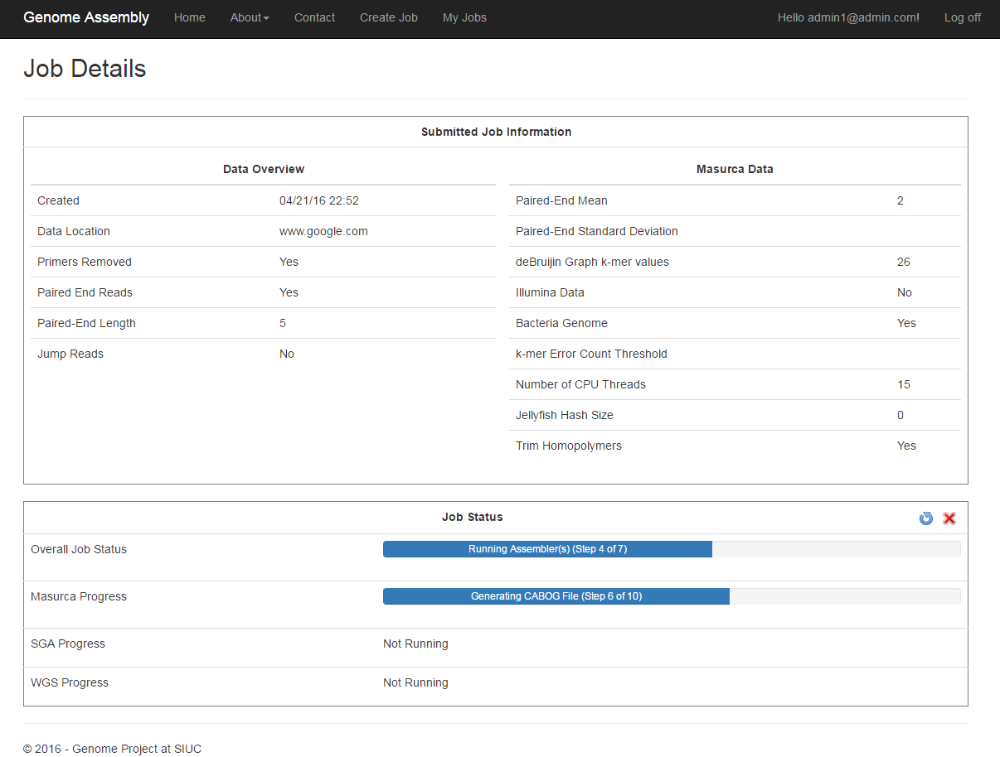 Genome Assembly Home About Contact Create Job My Jobs Hello admin1@admin.com! Log off
Job Details
Submitted Job Information
Data Overview
Created 04/21/16 22:52
Data Location www.google.com
Primers Removed Yes
Paired End Reads Yes
Paired-End Length 5
Jump Reads No
Masurca Data
Paired-End Mean 2
Paired-End Standard Deviation
deBruijin Graph k-mer values 26
Illumina Data No
Bacteria Genome Yes
k-mer Error Count Threshold
Number of CPU Threads 15
Jellyfish Hash Size 0
Trim Homopolymers Yes
Job Status
Overall Job Status Running Assembler(s) (Step 4 of 7)
Masurca Progress Generating CABOG File (Step 6 of 10)
SGA Progress Not Running
WGS Progress Not Running
© 2016 - Genome Project at SIUC